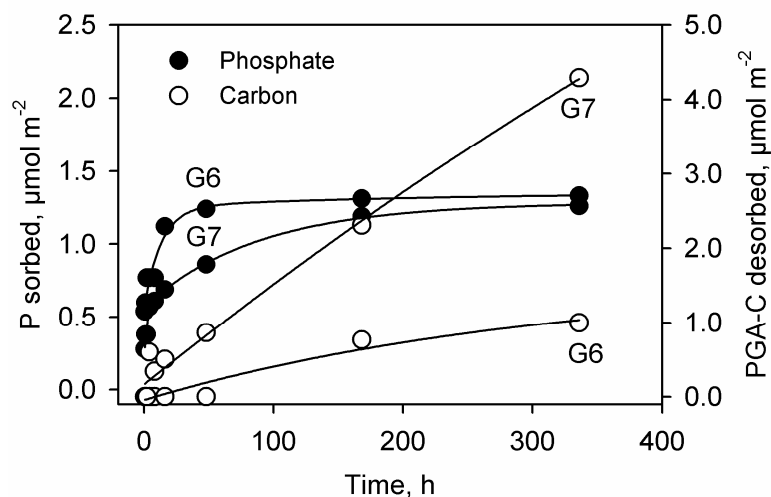 2.5
2.0
1.5
1.0
0.5
0.0
P sorbed, µmol m⁻²
Phosphate
Carbon
G6
G7
G7
G6
5.0
4.0
3.0
2.0
1.0
0.0
PGA-C desorbed, µmol m⁻²
0 100 200 300 400
Time, h